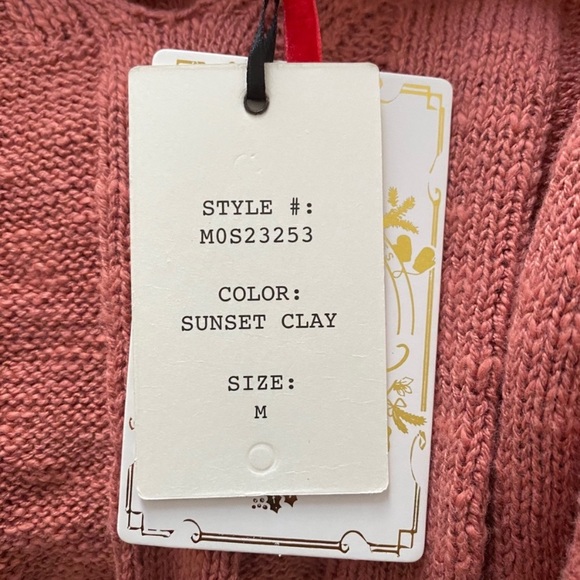 STYLE #:
M0S23253
COLOR:
SUNSET CLAY
SIZE:
M